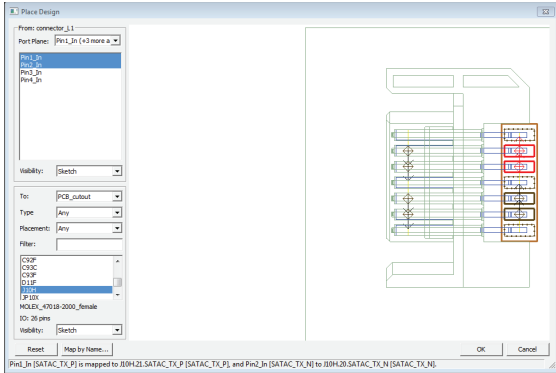 Place Design
From: connector_L1
Port Plane: Pin1_In (+3 more a
Pin1_In
Pin2_In
Pin3_In
Pin4_In
Visibility: Sketch
To: PCB_cutout
Type Any
Placement: Any
Filter:
C92F
C93C
C93F
D11F
J10H
JP10X
MOLEX_47018-2000_female
IO: 26 pins
Visibility: Sketch
Reset Map by Name... OK Cancel
Pin1_In [SATAC_TX_P] is mapped to J10H.21.SATAC_TX_P [SATAC_TX_P], and Pin2_In [SATAC_TX_N] to J10H.20.SATAC_TX_N [SATAC_TX_N].